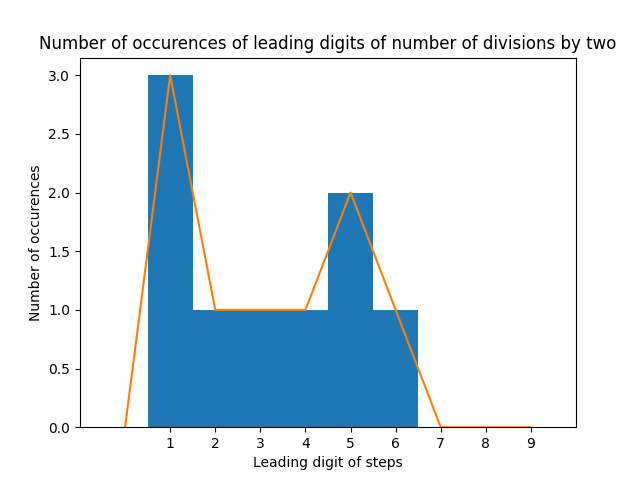 Number of occurences of leading digits of number of divisions by two
3.0
2.5
2.0
1.5
1.0
0.5
0.0
Number of occurences
1 2 3 4 5 6 7 8 9
Leading digit of steps